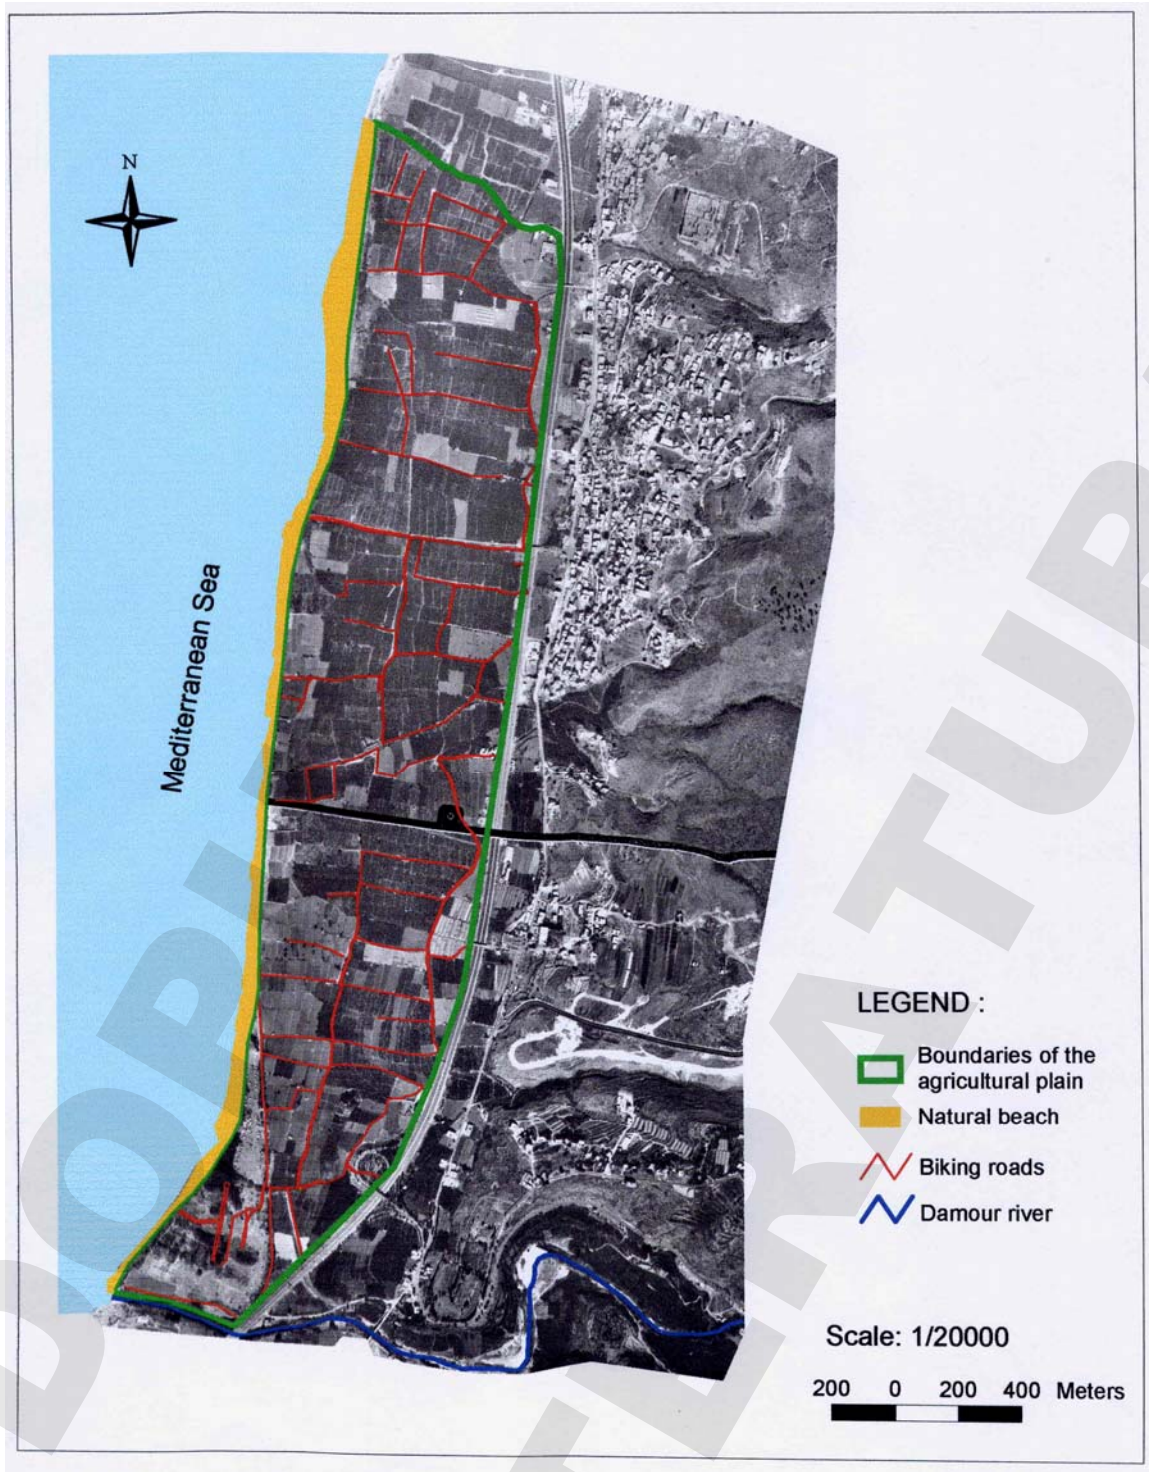 N
Mediterranean Sea
LEGEND :
Boundaries of the
agricultural plain
Natural beach
Biking roads
Damour river
Scale: 1/20000
200 0 200 400 Meters